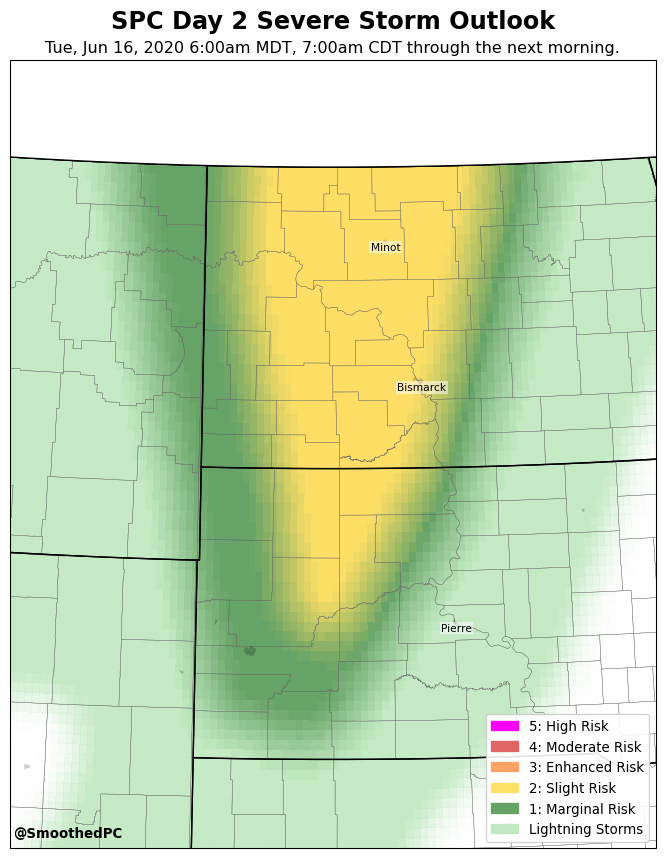 SPC Day 2 Severe Storm Outlook
Tue, Jun 16, 2020 6:00am MDT, 7:00am CDT through the next morning.
Minot
Bismarck
Pierre
5: High Risk
4: Moderate Risk
3: Enhanced Risk
2: Slight Risk
1: Marginal Risk
Lightning Storms
@SmoothedPC